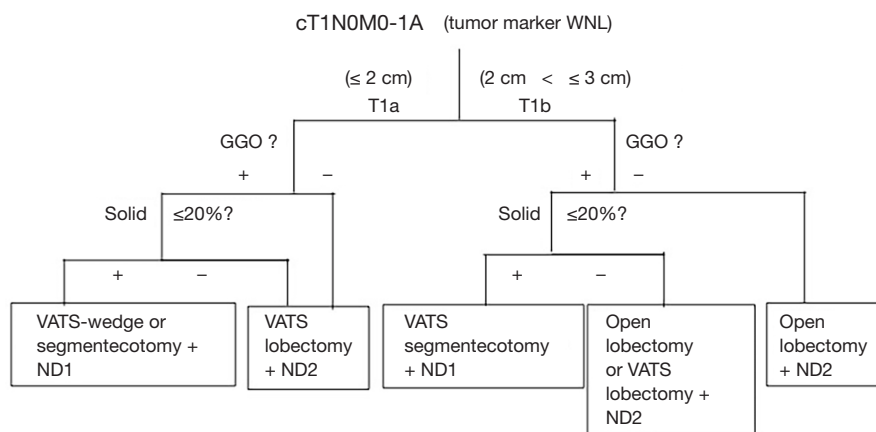 cT1N0M0-1A (tumor marker WNL)
(≤ 2 cm) (2 cm < ≤ 3 cm)
T1a T1b
GGO ? GGO ?
+ – + –
Solid ≤20%? Solid ≤20%?
+ – + –
VATS-wedge or
segmentecotomy +
ND1
VATS
lobectomy
+ ND2
VATS
segmentecotomy
+ ND1
Open
lobectomy
or VATS
lobectomy +
ND2
Open
lobectomy
+ ND2